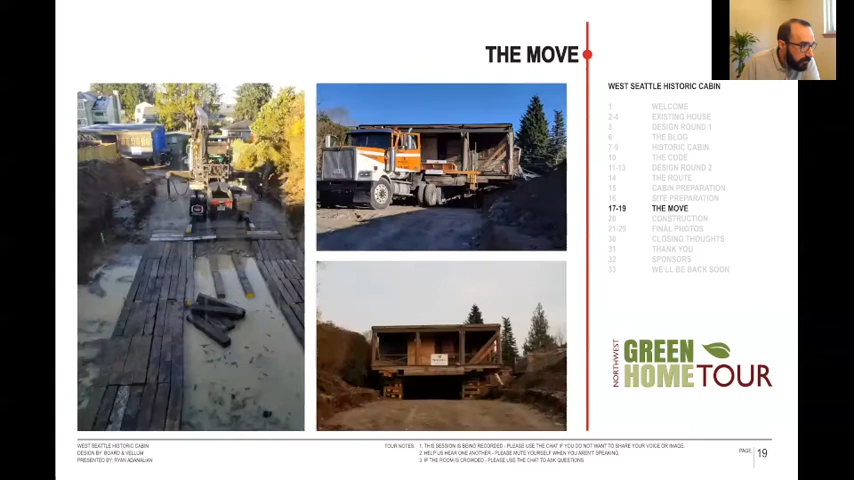 THE MOVE
WEST SEATTLE HISTORIC CABIN
1 WELCOME
2-4 EXISTING HOUSE
5 DESIGN ROUND 1
6 THE BLOG
7-9 HISTORIC CABIN
10 THE CODE
11-13 DESIGN ROUND 2
14 THE ROUTE
15 CABIN PREPARATION
16 SITE PREPARATION
17-19 THE MOVE
20 CONSTRUCTION
21-29 FINAL PHOTOS
30 CLOSING THOUGHTS
31 THANK YOU
32 SPONSORS
33 WE'LL BE BACK SOON
NORTHWEST
GREEN
HOME TOUR
WEST SEATTLE HISTORIC CABIN
DESIGN BY: BOARD & VELLUM
PRESENTED BY: RYAN ADANALIAN
TOUR NOTES 1. THIS SESSION IS BEING RECORDED - PLEASE USE THE CHAT IF YOU DO NOT WANT TO SHARE YOUR VOICE OR IMAGE.
2. HELP US HEAR ONE ANOTHER - PLEASE MUTE YOURSELF WHEN YOU AREN'T SPEAKING.
3. IF THE ROOM IS CROWDED - PLEASE USE THE CHAT TO ASK QUESTIONS
PAGE 19